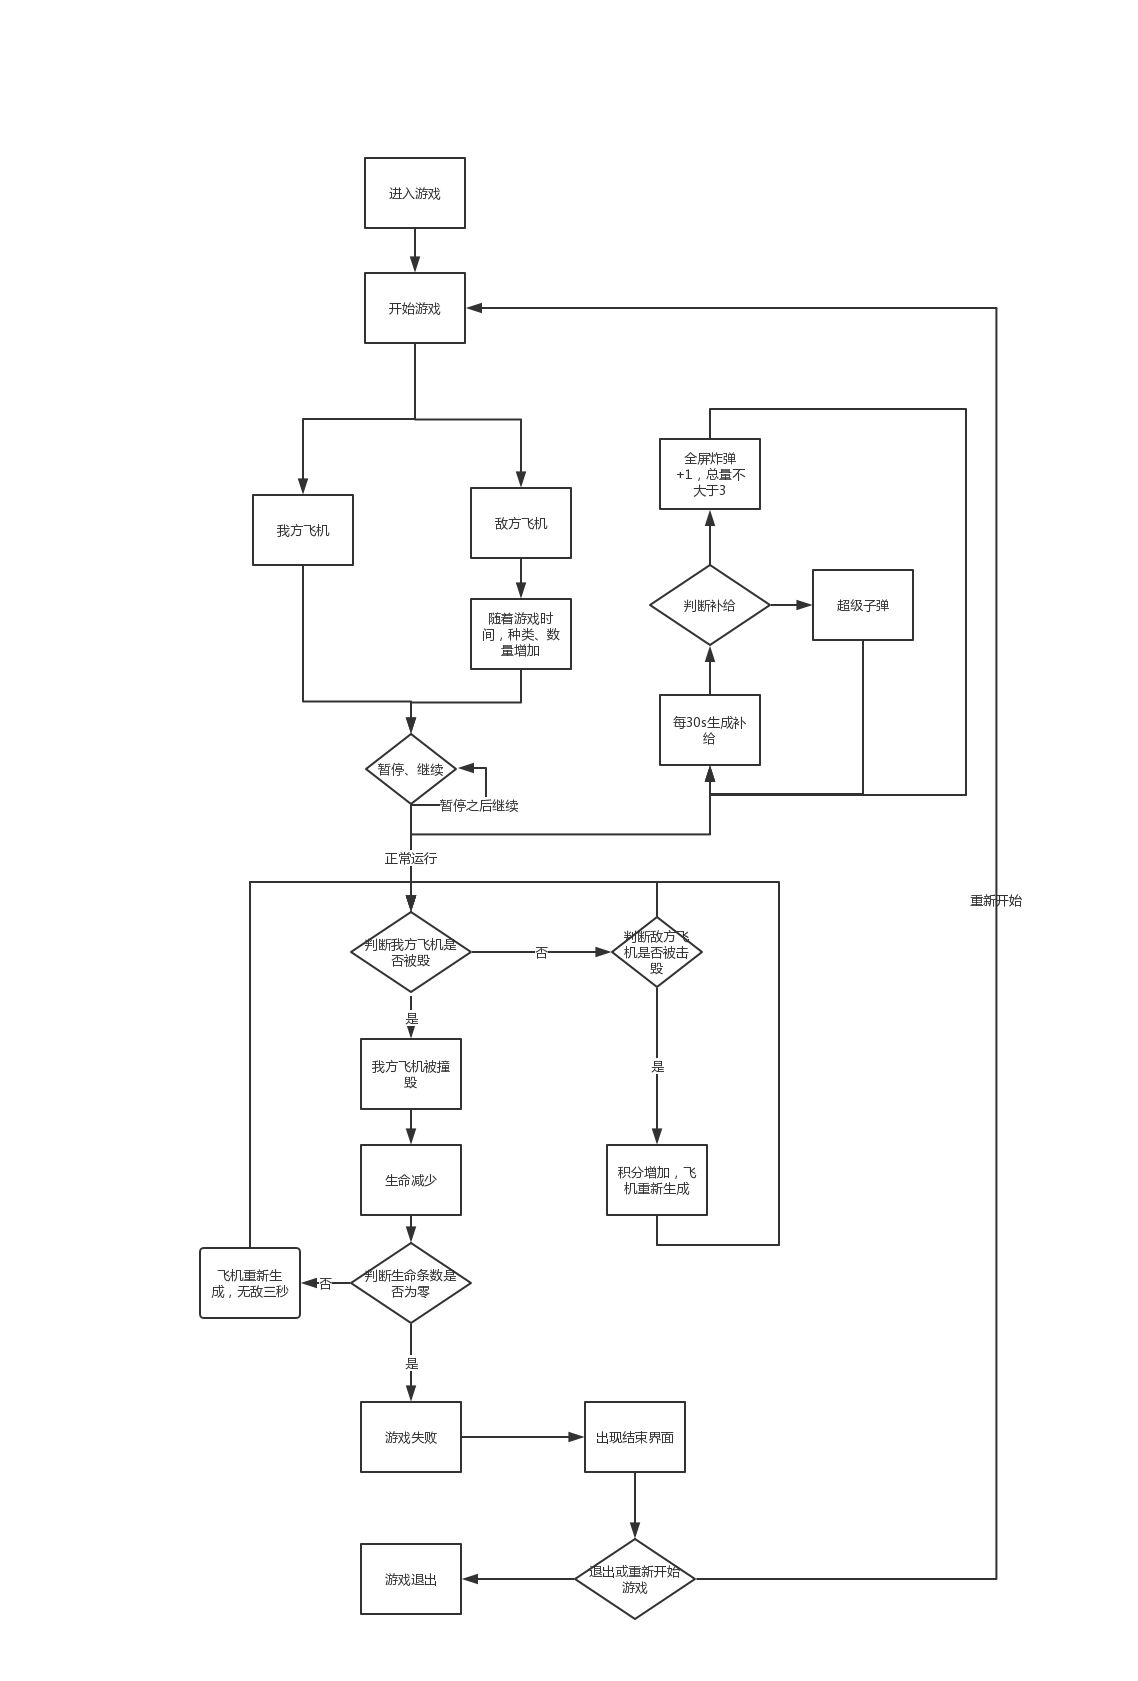 进入游戏
开始游戏
全屏炸弹
+1，总量不
大于3
我方飞机
敌方飞机
判断补给
超级子弹
随着游戏时
间，种类、数
量增加
每30s生成补
给
暂停、继续
暂停之后继续
正常运行
重新开始
判断我方飞机是
否被毁
否
判断敌方飞
机是否被击
毁
是
我方飞机被撞
毁
是
生命减少
积分增加，飞
机重新生成
飞机重新生
成，无敌三秒
否
判断生命条数是
否为零
是
游戏失败
出现结束界面
游戏退出
退出或重新开始
游戏